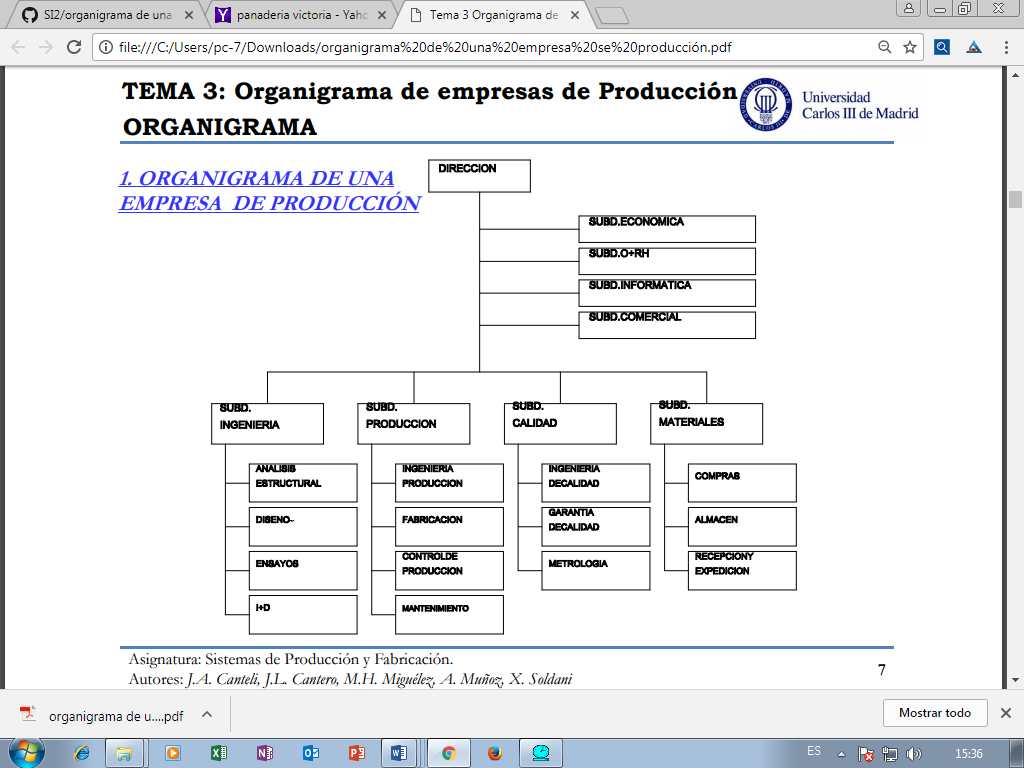 SI2/organigrama de una
panaderia victoria - Yaho
Tema 3 Organigrama de
file:///C:/Users/pc-7/Downloads/organigrama%20de%20una%20empresa%20se%20producción.pdf
TEMA 3: Organigrama de empresas de Producción
ORGANIGRAMA
Universidad
Carlos III de Madrid
1. ORGANIGRAMA DE UNA
EMPRESA DE PRODUCCIÓN
DIRECCION
SUBD.ECONOMICA
SUBD.O+RH
SUBD.INFORMATICA
SUBD.COMERCIAL
SUBD.
INGENIERIA
ANALISIS
ESTRUCTURAL
DISENO~
ENSAYOS
I+D
SUBD.
PRODUCCION
INGENIERIA
PRODUCCION
FABRICACION
CONTROLDE
PRODUCCION
MANTENIMIENTO
SUBD.
CALIDAD
INGENIERIA
DECALIDAD
GARANTIA
DECALIDAD
METROLOGIA
SUBD.
MATERIALES
COMPRAS
ALMACEN
RECEPCIONY
EXPEDICION
Asignatura: Sistemas de Producción y Fabricación.
Autores: J.A. Canteli, J.L. Cantero, M.H. Miguélez, A. Muñoz, X. Soldani
7
organigrama de u....pdf
Mostrar todo
ES
15:36